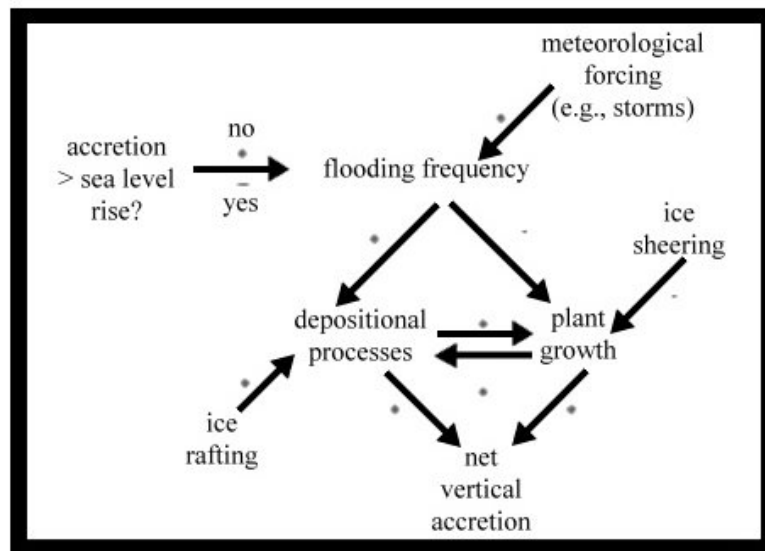 meteorological
forcing
(e.g., storms)
no
accretion
> sea level
rise?
yes
flooding frequency
ice
sheering
depositional
processes
plant
growth
ice
rafting
net
vertical
accretion